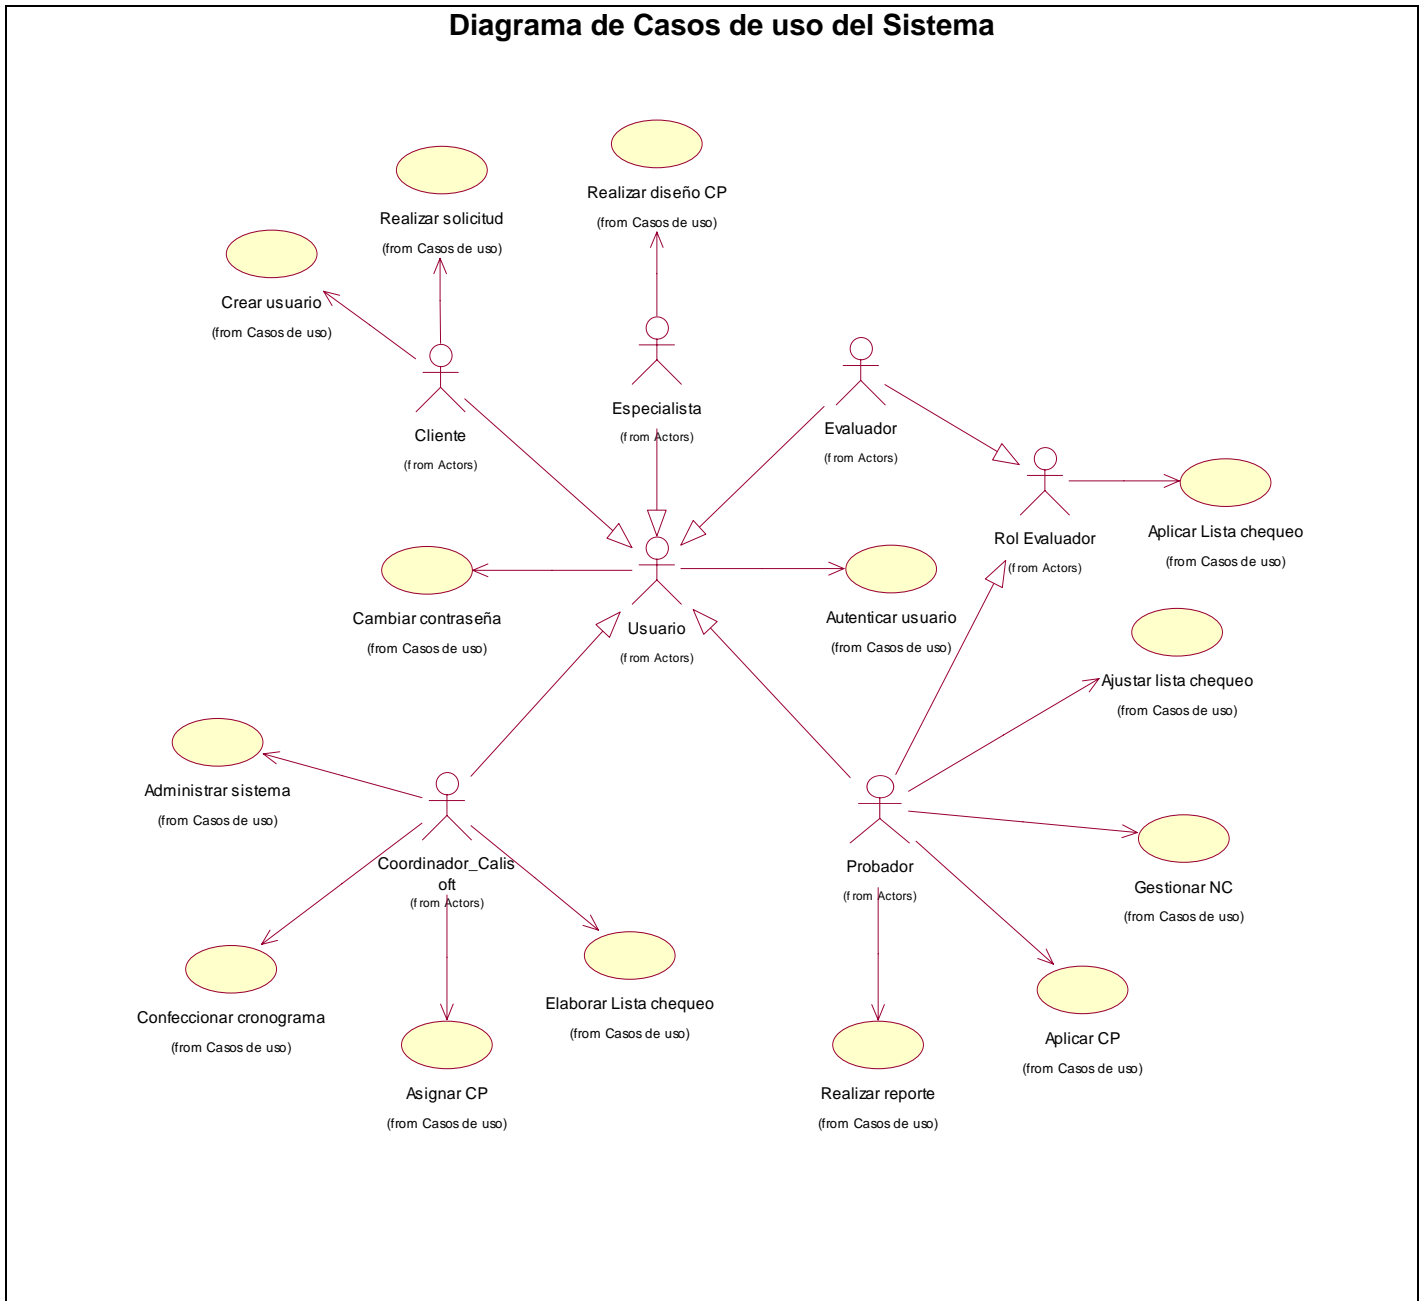 Diagrama de Casos de uso del Sistema
Realizar diseño CP
(from Casos de uso)
Realizar solicitud
(from Casos de uso)
Crear usuario
(from Casos de uso)
Especialista
(from Actors)
Evaluador
(from Actors)
Cliente
(from Actors)
Rol Evaluador
(from Actors)
Aplicar Lista chequeo
(from Casos de uso)
Cambiar contraseña
(from Casos de uso)
Usuario
(from Actors)
Autenticar usuario
(from Casos de uso)
Ajustar lista chequeo
(from Casos de uso)
Administrar sistema
(from Casos de uso)
Coordinador_Calis
oft
(from Actors)
Probador
(from Actors)
Gestionar NC
(from Casos de uso)
Confeccionar cronograma
(from Casos de uso)
Elaborar Lista chequeo
(from Casos de uso)
Asignar CP
(from Casos de uso)
Realizar reporte
(from Casos de uso)
Aplicar CP
(from Casos de uso)